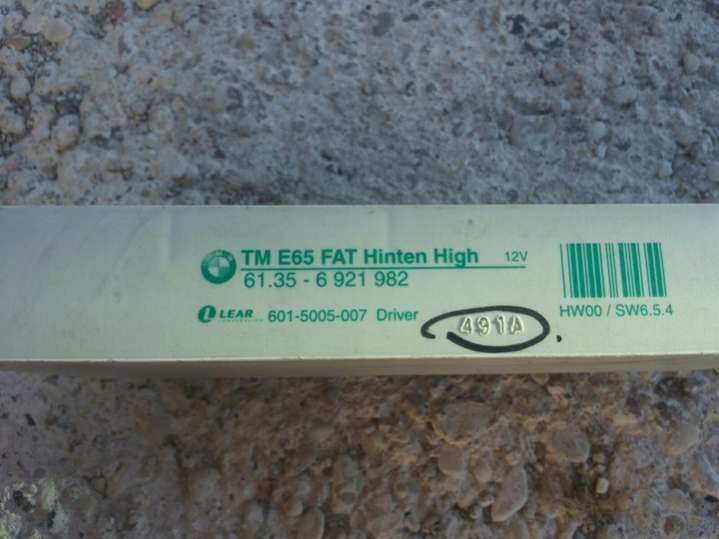 TM E65 FAT Hinten High 12V
61.35 - 6 921 982
LEAR 601-5005-007 Driver
491A
HW00 / SW6.5.4